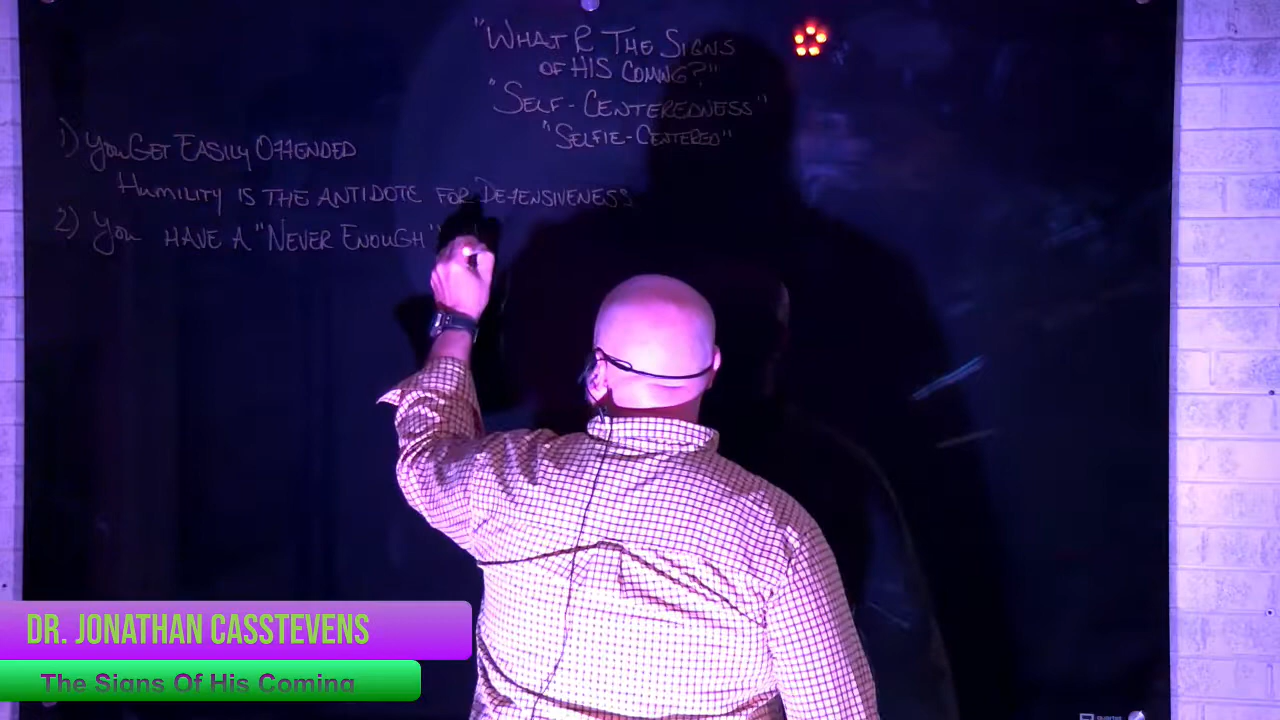 "WHAT R THE SIGNS
OF HIS COMING?"
"SELF-CENTEREDNESS"
"SELFIE-CENTERED"
1) You GET EASILY OFFENDED
HUMILITY IS THE ANTIDOTE FOR DEFENSIVENESS
2) You HAVE A "NEVER ENOUGH"
DR. JONATHAN CASSTEVENS
The Signs Of His Coming